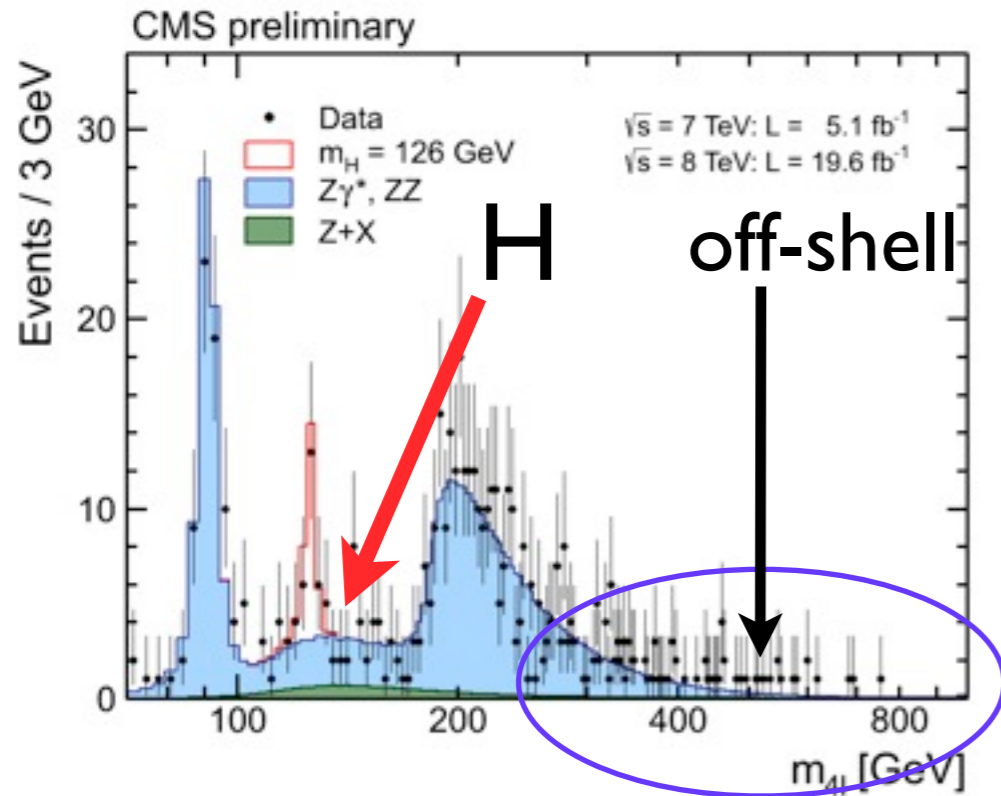 CMS preliminary
Events / 3 GeV
30
20
10
0
Data
m_H = 126 GeV
Zγ*, ZZ
Z+X
√s = 7 TeV: L = 5.1 fb⁻¹
√s = 8 TeV: L = 19.6 fb⁻¹
H
off-shell
100
200
400
800
m_4l [GeV]